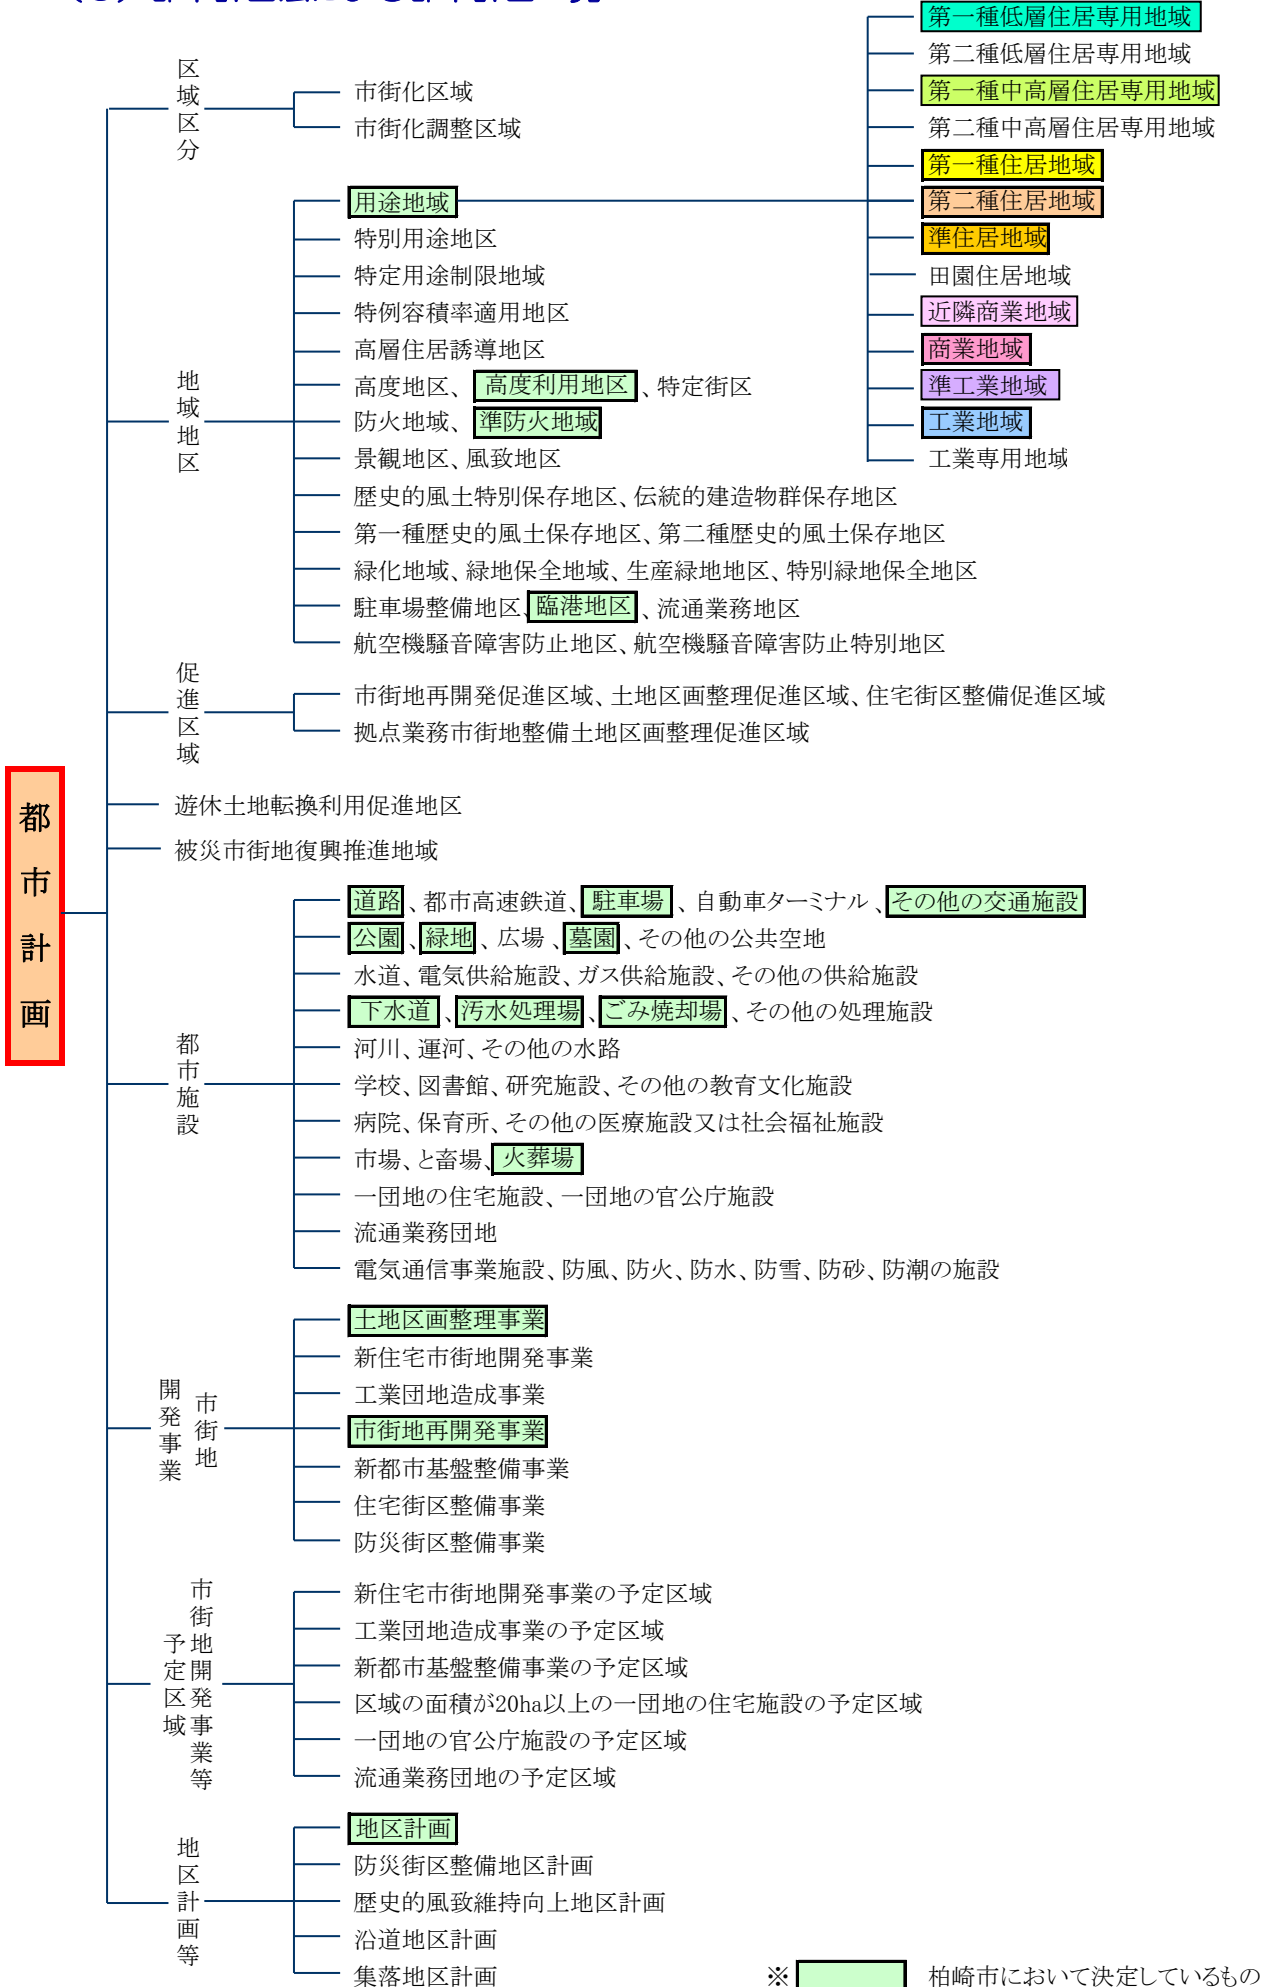 第一種低層住居専用地域
第二種低層住居専用地域
第一種中高層住居専用地域
第二種中高層住居専用地域
第一種住居地域
第二種住居地域
準住居地域
田園住居地域
近隣商業地域
商業地域
準工業地域
工業地域
工業専用地域
都市計画
区域区分
市街化区域
市街化調整区域
地域地区
用途地域
特別用途地区
特定用途制限地域
特例容積率適用地区
高層住居誘導地区
高度地区、高度利用地区、特定街区
防火地域、準防火地域
景観地区、風致地区
歴史的風土特別保存地区、伝統的建造物群保存地区
第一種歴史的風土保存地区、第二種歴史的風土保存地区
緑化地域、緑地保全地域、生産緑地地区、特別緑地保全地区
駐車場整備地区、臨港地区、流通業務地区
航空機騒音障害防止地区、航空機騒音障害防止特別地区
促進区域
市街地再開発促進区域、土地区画整理促進区域、住宅街区整備促進区域
拠点業務市街地整備土地区画整理促進区域
遊休土地転換利用促進地区
被災市街地復興推進地域
都市施設
道路、都市高速鉄道、駐車場、自動車ターミナル、その他の交通施設
公園、緑地、広場、墓園、その他の公共空地
水道、電気供給施設、ガス供給施設、その他の供給施設
下水道、汚水処理場、ごみ焼却場、その他の処理施設
河川、運河、その他の水路
学校、図書館、研究施設、その他の教育文化施設
病院、保育所、その他の医療施設又は社会福祉施設
市場、と畜場、火葬場
一団地の住宅施設、一団地の官公庁施設
流通業務団地
電気通信事業施設、防風、防火、防水、防雪、防砂、防潮の施設
市街地
開発事業
土地区画整理事業
新住宅市街地開発事業
工業団地造成事業
市街地再開発事業
新都市基盤整備事業
住宅街区整備事業
防災街区整備事業
市街地開発事業等
予定区域
新住宅市街地開発事業の予定区域
工業団地造成事業の予定区域
新都市基盤整備事業の予定区域
区域の面積が20ha以上の一団地の住宅施設の予定区域
一団地の官公庁施設の予定区域
流通業務団地の予定区域
地区計画等
地区計画
防災街区整備地区計画
歴史的風致維持向上地区計画
沿道地区計画
集落地区計画
※ 柏崎市において決定しているもの